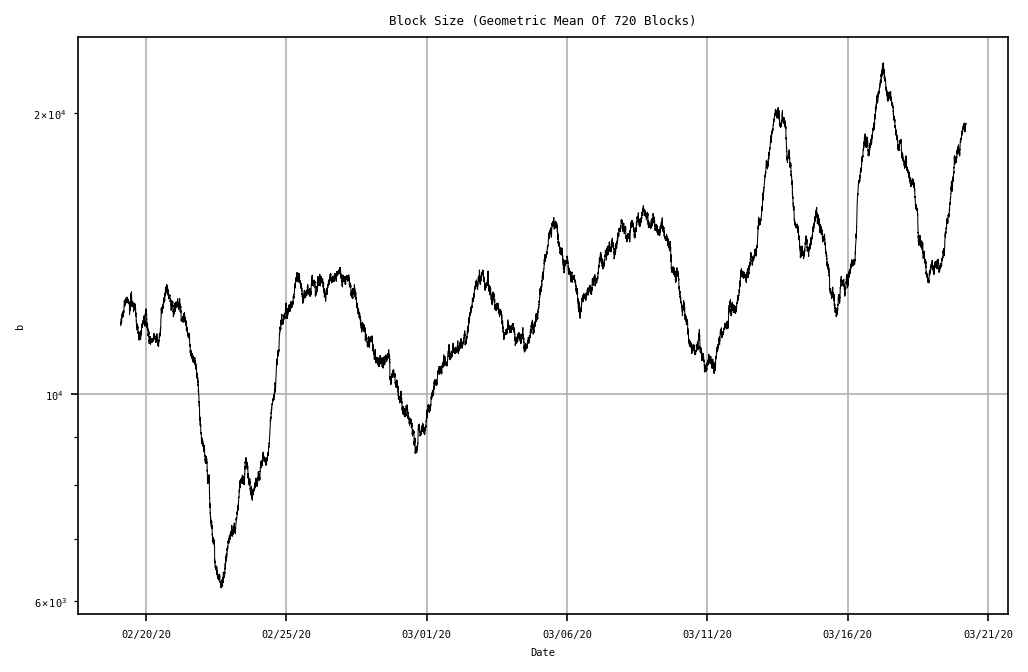 Block Size (Geometric Mean Of 720 Blocks)
2×10⁴
10⁴
6×10³
b
02/20/20 02/25/20 03/01/20 03/06/20 03/11/20 03/16/20 03/21/20
Date